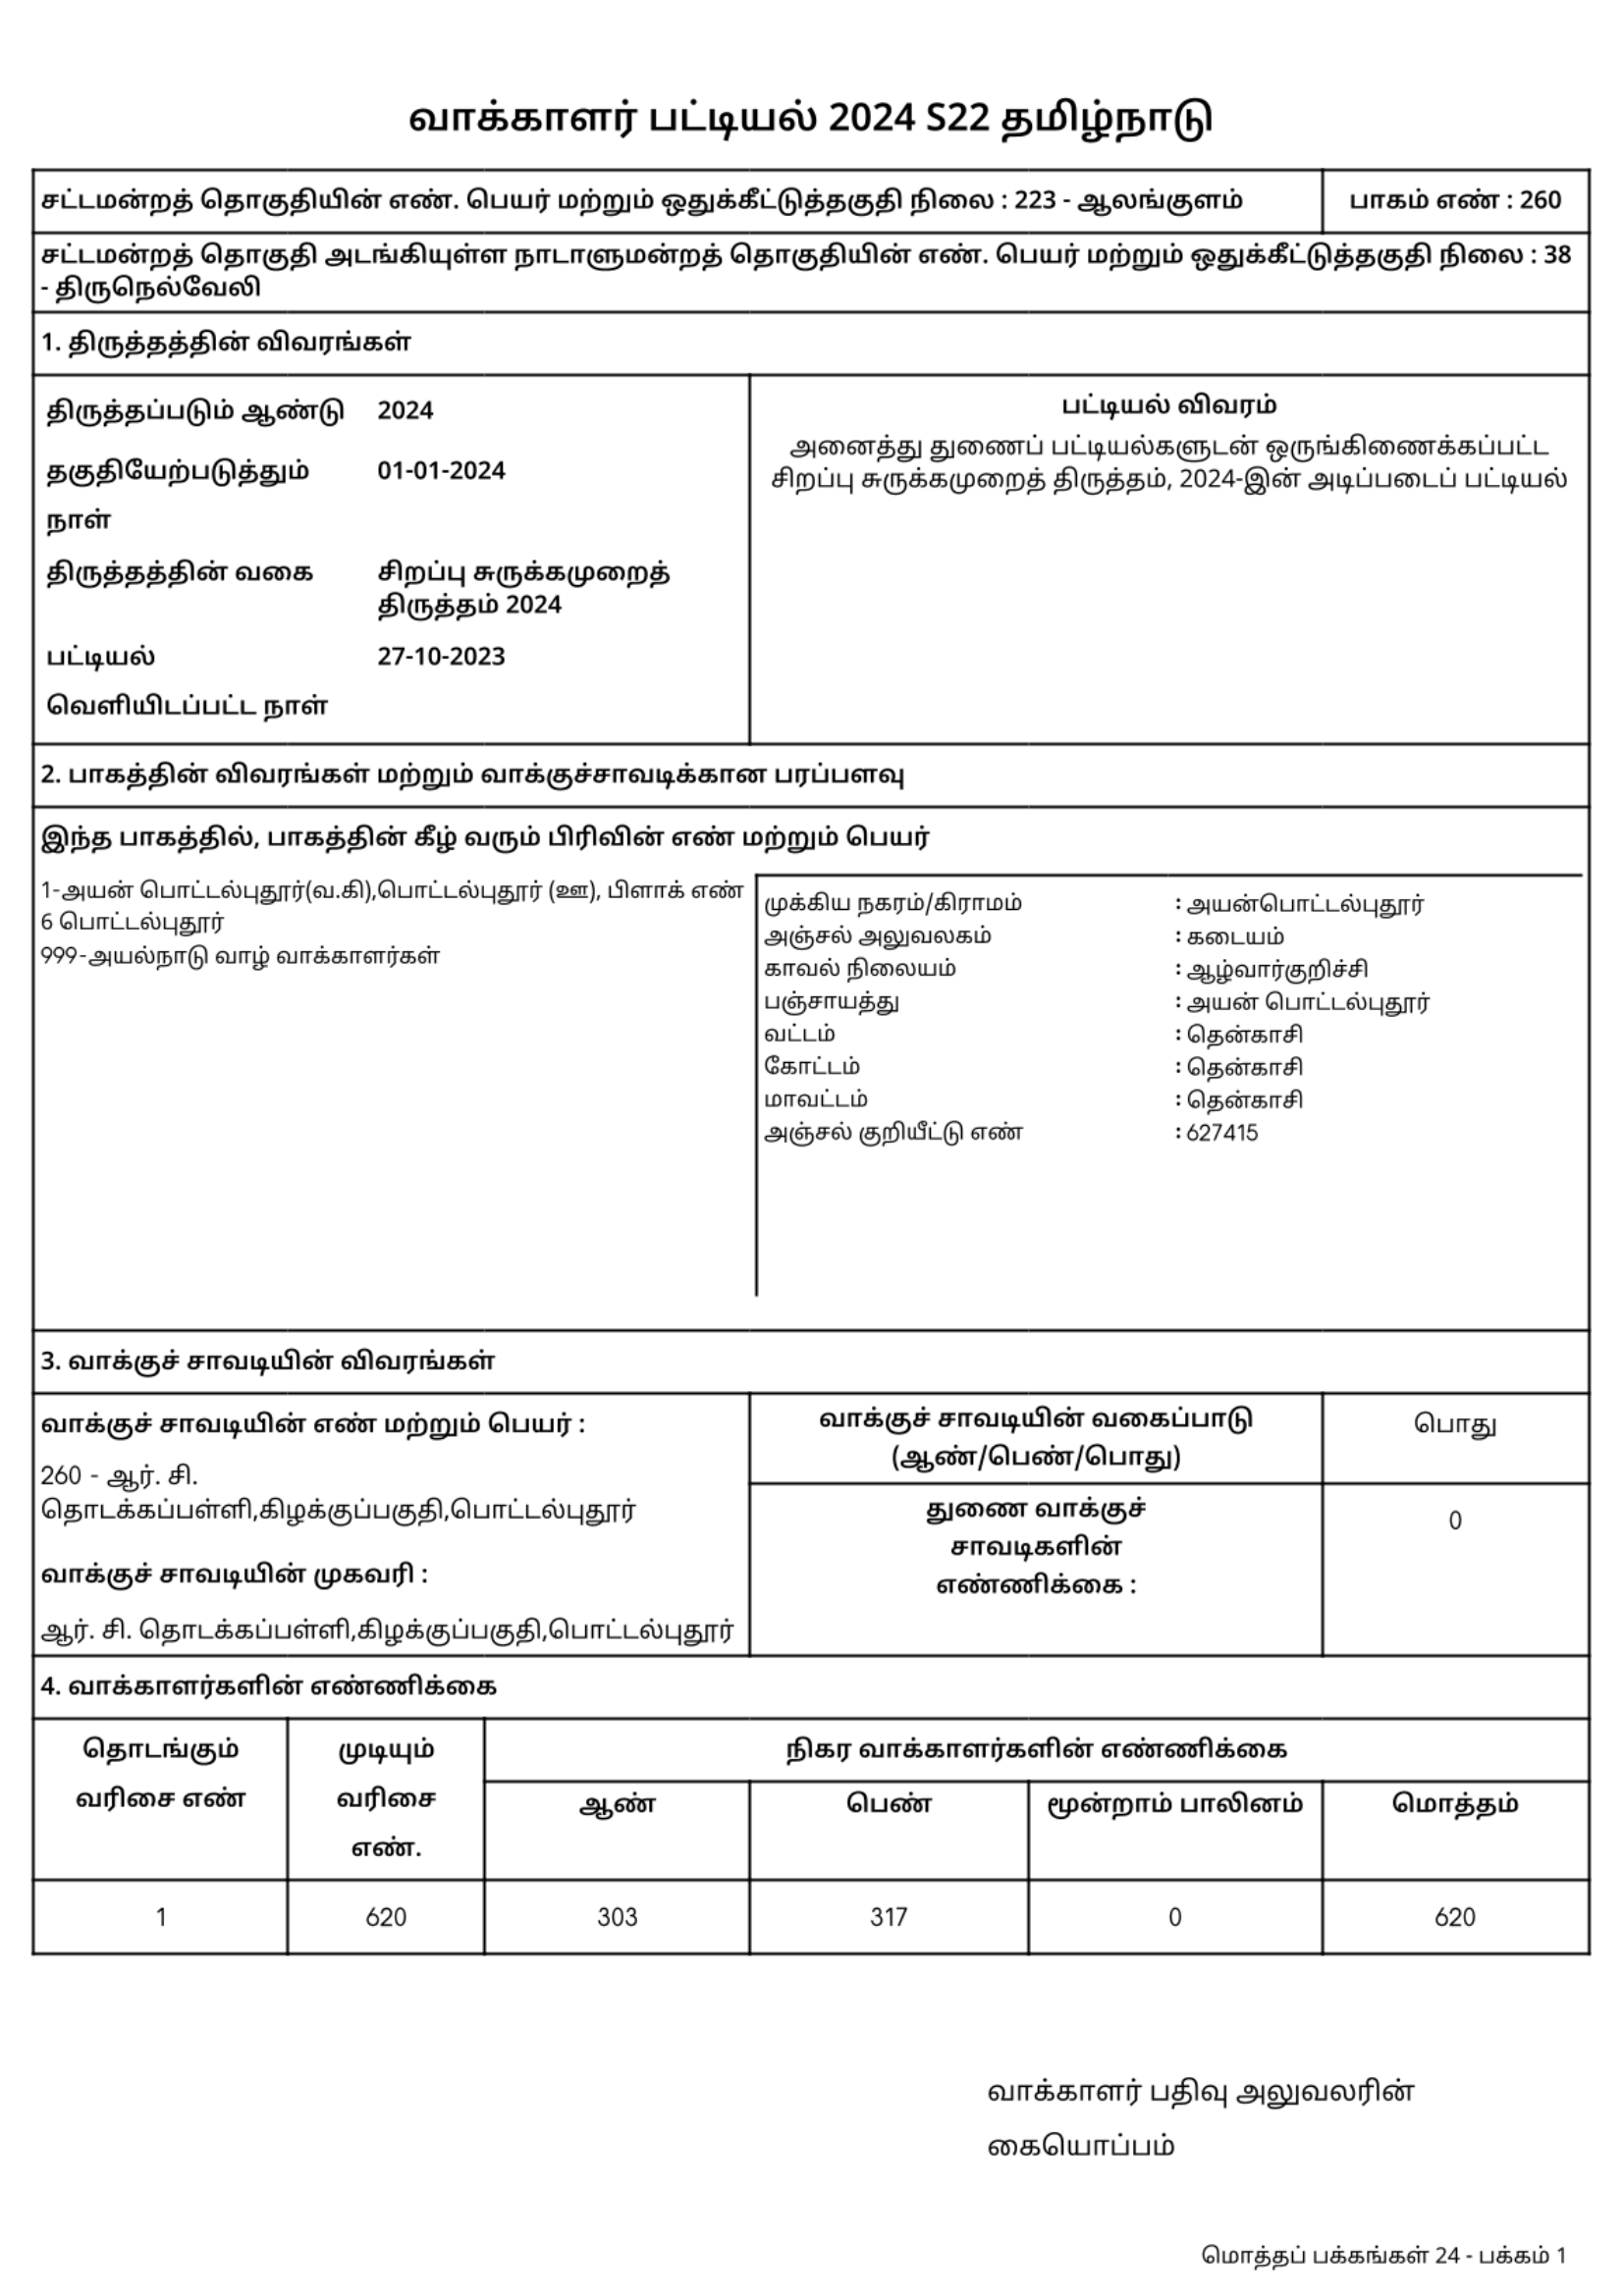 வாக்காளர் பட்டியல் 2024 S22 தமிழ்நாடு
சட்டமன்றத் தொகுதியின் எண். பெயர் மற்றும் ஒதுக்கீட்டுத்தகுதி நிலை : 223 - ஆலங்குளம்
பாகம் எண் : 260
சட்டமன்றத் தொகுதி அடங்கியுள்ள நாடாளுமன்றத் தொகுதியின் எண். பெயர் மற்றும் ஒதுக்கீட்டுத்தகுதி நிலை : 38
- திருநெல்வேலி
1. திருத்தத்தின் விவரங்கள்
திருத்தப்படும் ஆண்டு 2024
தகுதியேற்படுத்தும் 01-01-2024
நாள்
திருத்தத்தின் வகை சிறப்பு சுருக்கமுறைத்
திருத்தம் 2024
பட்டியல் 27-10-2023
வெளியிடப்பட்ட நாள்
பட்டியல் விவரம்
அனைத்து துணைப் பட்டியல்களுடன் ஒருங்கிணைக்கப்பட்ட
சிறப்பு சுருக்கமுறைத் திருத்தம், 2024-இன் அடிப்படைப் பட்டியல்
2. பாகத்தின் விவரங்கள் மற்றும் வாக்குச்சாவடிக்கான பரப்பளவு
இந்த பாகத்தில், பாகத்தின் கீழ் வரும் பிரிவின் எண் மற்றும் பெயர்
1-அயன் பொட்டல்புதூர்(வ.கி),பொட்டல்புதூர் (ஊ), பிளாக் எண்
6 பொட்டல்புதூர்
999-அயல்நாடு வாழ் வாக்காளர்கள்
முக்கிய நகரம்/கிராமம் : அயன்பொட்டல்புதூர்
அஞ்சல் அலுவலகம் : கடையம்
காவல் நிலையம் : ஆழ்வார்குறிச்சி
பஞ்சாயத்து : அயன் பொட்டல்புதூர்
வட்டம் : தென்காசி
கோட்டம் : தென்காசி
மாவட்டம் : தென்காசி
அஞ்சல் குறியீட்டு எண் : 627415
3. வாக்குச் சாவடியின் விவரங்கள்
வாக்குச் சாவடியின் எண் மற்றும் பெயர் :
260 - ஆர். சி.
தொடக்கப்பள்ளி,கிழக்குப்பகுதி,பொட்டல்புதூர்
வாக்குச் சாவடியின் முகவரி :
ஆர். சி. தொடக்கப்பள்ளி,கிழக்குப்பகுதி,பொட்டல்புதூர்
வாக்குச் சாவடியின் வகைப்பாடு
(ஆண்/பெண்/பொது)
பொது
துணை வாக்குச்
சாவடிகளின்
எண்ணிக்கை :
0
4. வாக்காளர்களின் எண்ணிக்கை
தொடங்கும்
வரிசை எண்
முடியும்
வரிசை
எண்.
நிகர வாக்காளர்களின் எண்ணிக்கை
ஆண் பெண் மூன்றாம் பாலினம் மொத்தம்
1 620 303 317 0 620
வாக்காளர் பதிவு அலுவலரின்
கையொப்பம்
மொத்தப் பக்கங்கள் 24 - பக்கம் 1